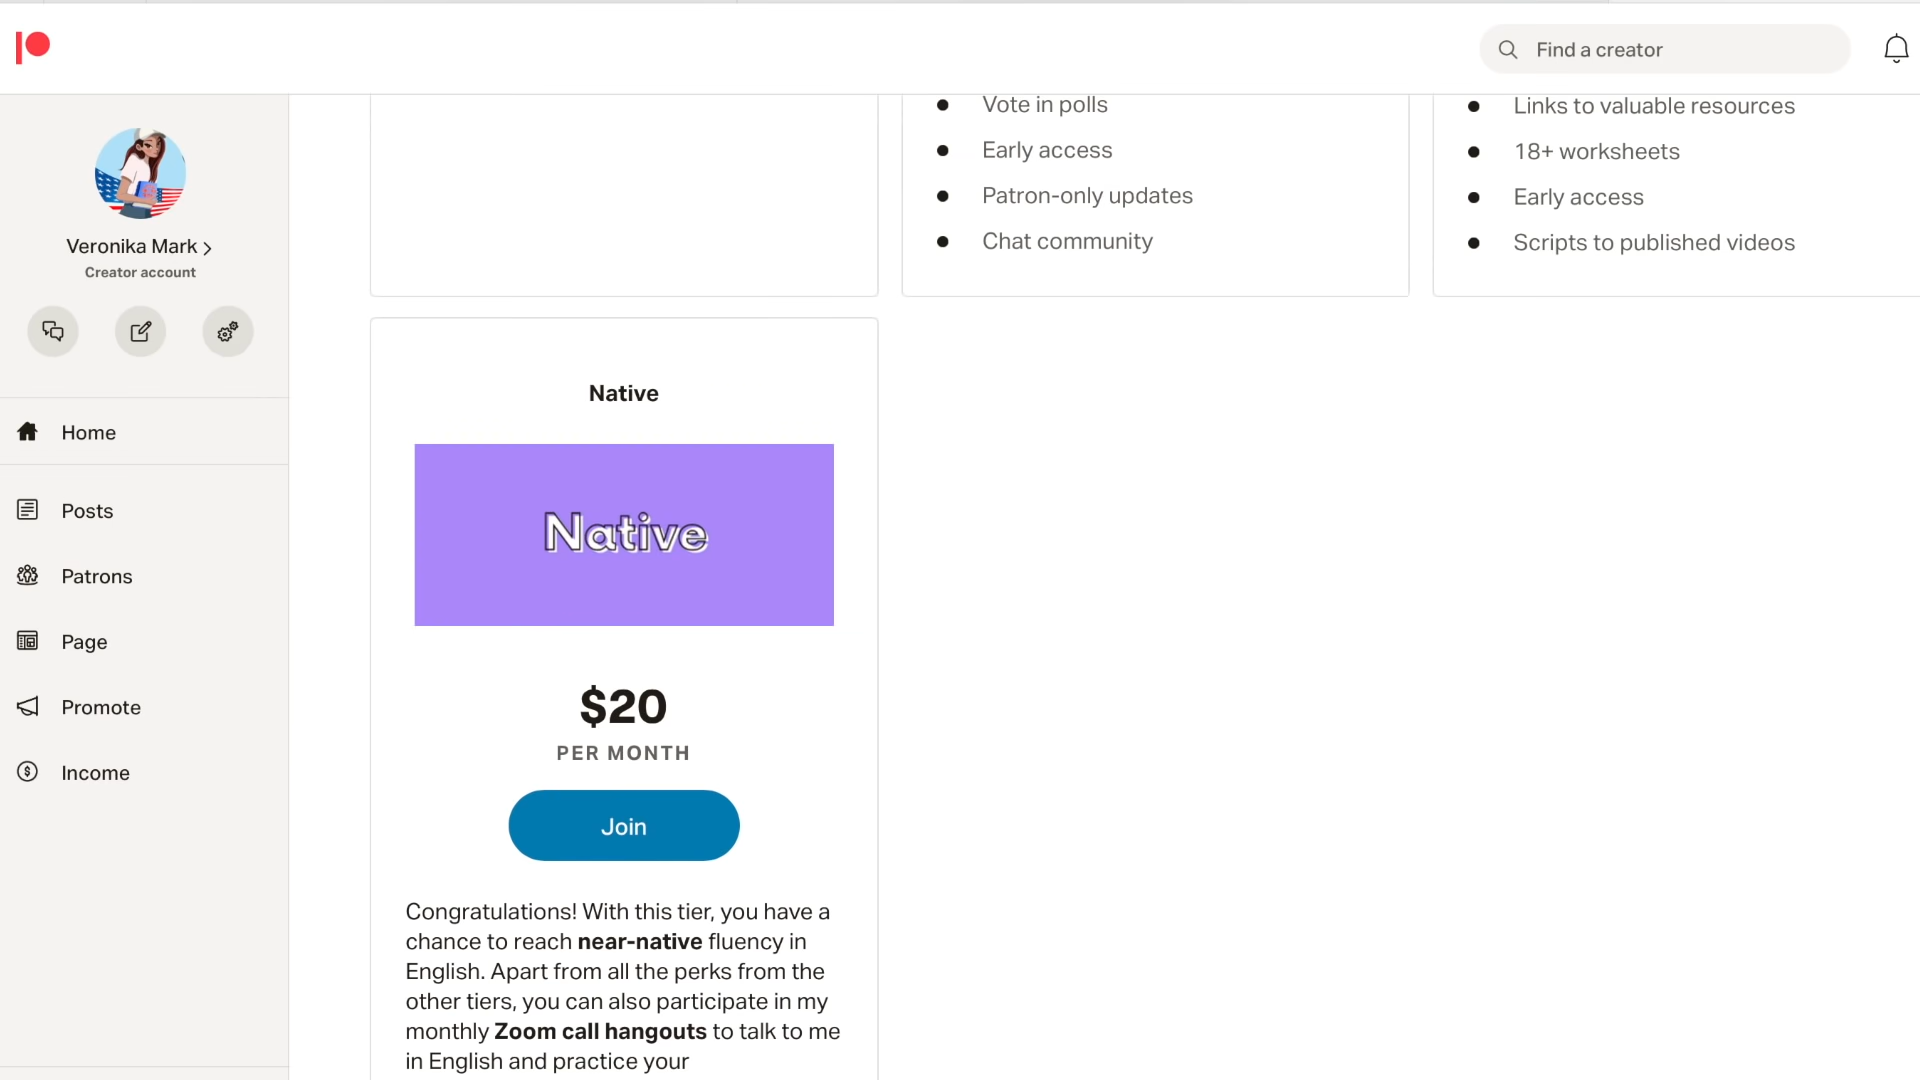 Find a creator
Veronika Mark
Creator account
Home
Posts
Patrons
Page
Promote
Income
Vote in polls
Early access
Patron-only updates
Chat community
Links to valuable resources
18+ worksheets
Early access
Scripts to published videos
Native
Native
$20
PER MONTH
Join
Congratulations! With this tier, you have a
chance to reach near-native fluency in
English. Apart from all the perks from the
other tiers, you can also participate in my
monthly Zoom call hangouts to talk to me
in English and practice your